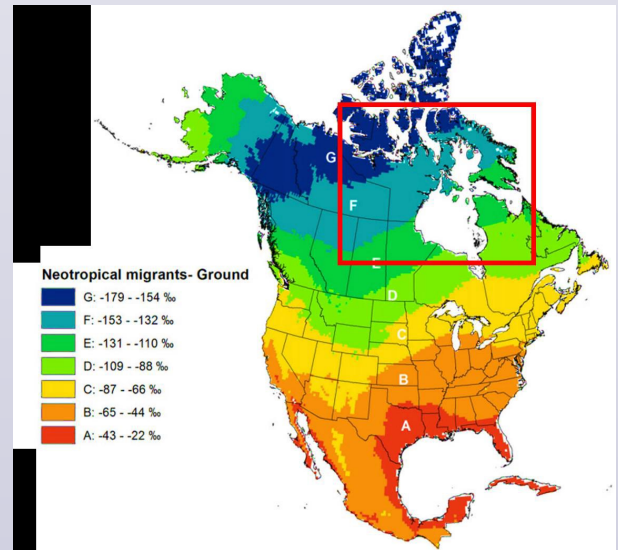 G
F
E
D
C
B
A
Neotropical migrants- Ground
G: -179 - -154 ‰
F: -153 - -132 ‰
E: -131 - -110 ‰
D: -109 - -88 ‰
C: -87 - -66 ‰
B: -65 - -44 ‰
A: -43 - -22 ‰